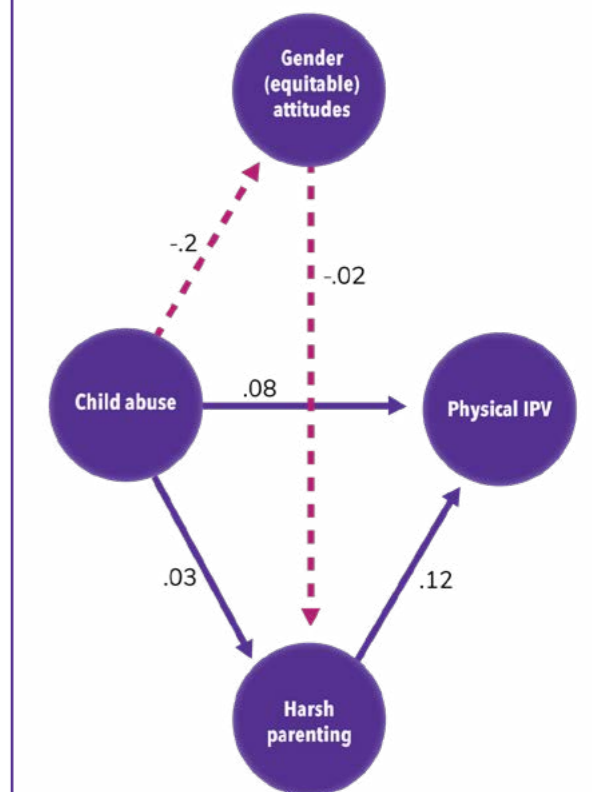 Gender
(equitable)
attitudes
-.2
-.02
Child abuse
.08
Physical IPV
.03
.12
Harsh
parenting